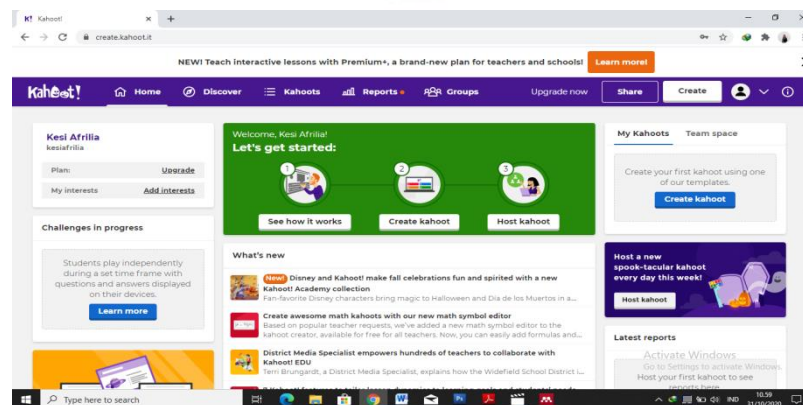 Kahoot!
create.kahoot.it
NEW! Teach interactive lessons with Premium+, a brand-new plan for teachers and schools! Learn more!
Kahoot! Home Discover Kahoots Reports Groups Upgrade now Share Create
Kesi Afrilia
kesiafrilia
Plan: Upgrade
My interests Add interests
Challenges in progress
Students play independently
during a set time frame with
questions and answers displayed
on their devices.
Learn more
Welcome, Kesi Afrilia!
Let's get started:
1 2 3
See how it works Create kahoot Host kahoot
What's new
New! Disney and Kahoot! make fall celebrations fun and spirited with a new
Kahoot! Academy collection
Fan-favorite Disney characters bring magic to Halloween and Dia de los Muertos in a...
Create awesome math kahoots with our new math symbol editor
Based on popular teacher requests, we've added a new math symbol editor to the
kahoot creator, available for free for all teachers. Now, you can easily add formulas and...
District Media Specialist empowers hundreds of teachers to collaborate with
Kahoot! EDU
Terri Brungardt, a District Media Specialist, explains how the Widefield School District i...
My Kahoots Team space
Create your first kahoot using one
of our templates.
Create kahoot
Host a new
spook-tacular kahoot
every day this week!
Host kahoot
Latest reports
Host your first kahoot to see
reports here.
Activate Windows
Go to Settings to activate Windows.
Type here to search
IND
10.59
31/10/2020